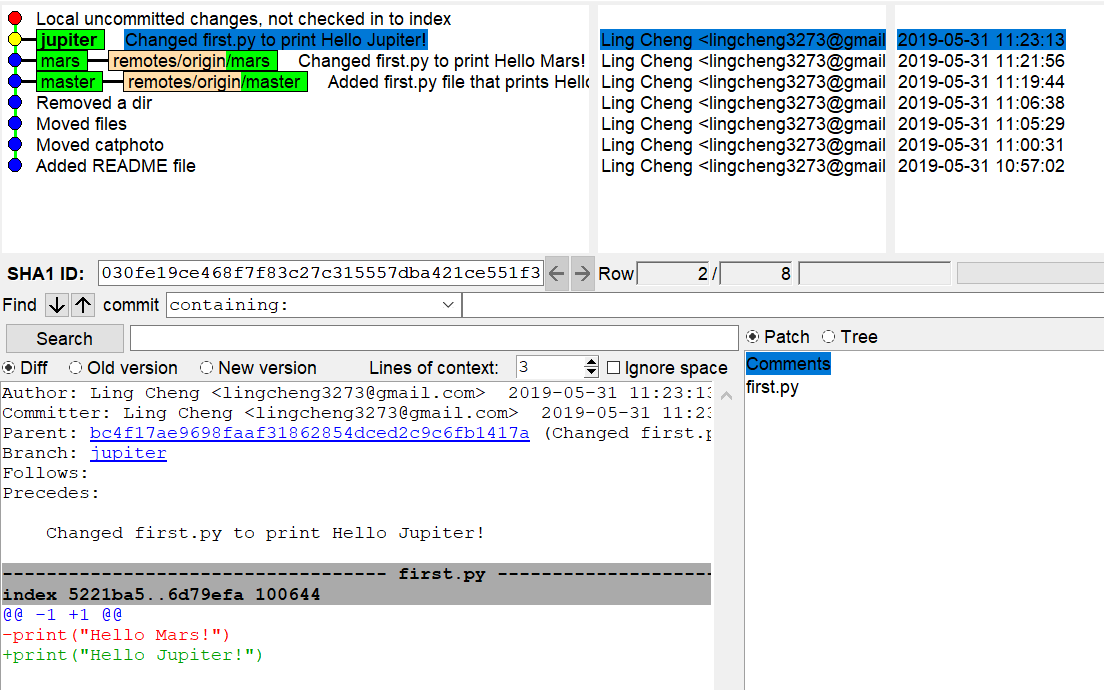 Local uncommitted changes, not checked in to index
jupiter Changed first.py to print Hello Jupiter! Ling Cheng <lingcheng3273@gmail 2019-05-31 11:23:13
mars remotes/origin/mars Changed first.py to print Hello Mars! Ling Cheng <lingcheng3273@gmail 2019-05-31 11:21:56
master remotes/origin/master Added first.py file that prints Hello Ling Cheng <lingcheng3273@gmail 2019-05-31 11:19:44
Removed a dir Ling Cheng <lingcheng3273@gmail 2019-05-31 11:06:38
Moved files Ling Cheng <lingcheng3273@gmail 2019-05-31 11:05:29
Moved catphoto Ling Cheng <lingcheng3273@gmail 2019-05-31 11:00:31
Added README file Ling Cheng <lingcheng3273@gmail 2019-05-31 10:57:02
SHA1 ID: 030fe19ce468f7f83c27c315557dba421ce551f3 Row 2 / 8
Find commit containing:
Search Patch Tree
Diff Old version New version Lines of context: 3 Ignore space
Comments
first.py
Author: Ling Cheng <lingcheng3273@gmail.com> 2019-05-31 11:23:13
Committer: Ling Cheng <lingcheng3273@gmail.com> 2019-05-31 11:23:
Parent: bc4f17ae9698faaf31862854dced2c9c6fb1417a (Changed first.p
Branch: jupiter
Follows:
Precedes:
Changed first.py to print Hello Jupiter!
----------------------------------- first.py --------------------
index 5221ba5..6d79efa 100644
@@ -1 +1 @@
-print("Hello Mars!")
+print("Hello Jupiter!")